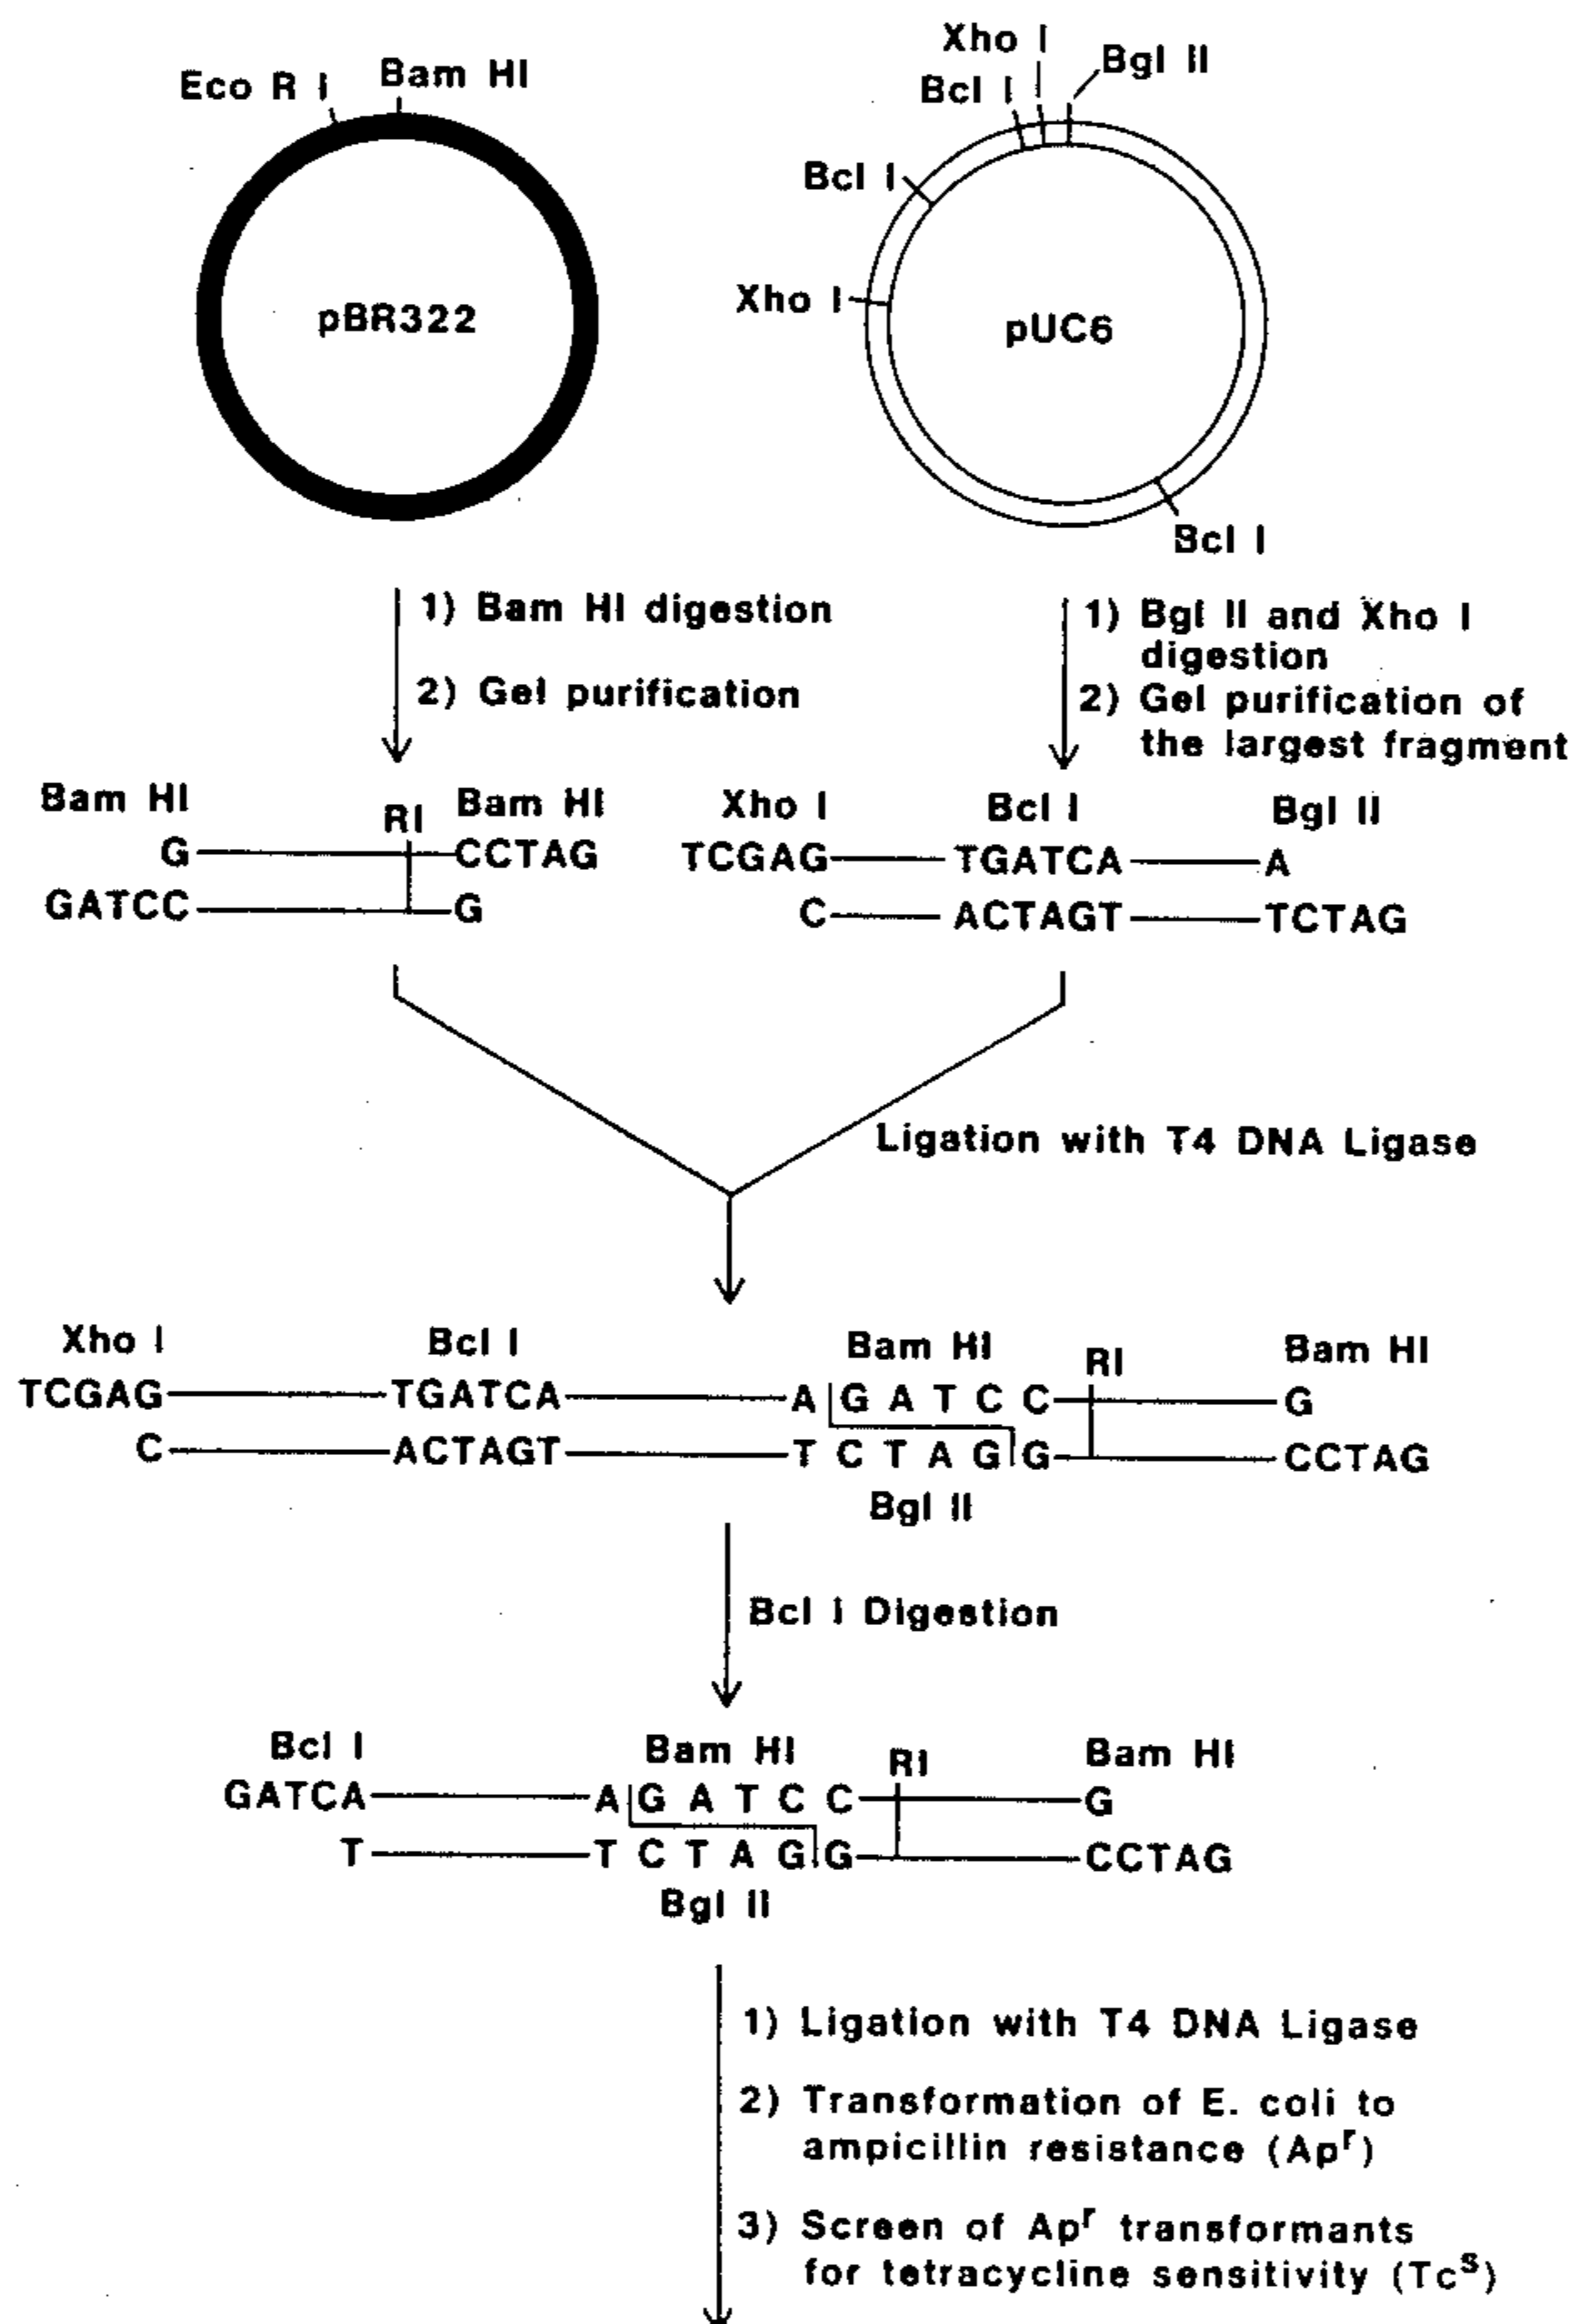 Eco R I
Bam HI
Xho I
Bgl II
Bcl I
Bcl I
Xho I
pBR322
pUC6
Bcl I
1) Bam HI digestion
2) Gel purification
1) Bgl II and Xho I
digestion
2) Gel purification of
the largest fragment
Bam HI RI Bam HI
G CCTAG
GATCC G
Xho I Bcl I Bgl II
TCGAG TGATCA A
C ACTAGT TCTAG
Ligation with T4 DNA Ligase
Xho I Bcl I Bam HI RI Bam HI
TCGAG TGATCA A G A T C C G
C ACTAGT T C T A G G CCTAG
Bgl II
Bcl I Digestion
Bcl I Bam HI RI Bam HI
GATCA A G A T C C G
T T C T A G G CCTAG
Bgl II
1) Ligation with T4 DNA Ligase
2) Transformation of E. coli to
ampicillin resistance (Apʳ)
3) Screen of Apʳ transformants
for tetracycline sensitivity (Tcˢ)